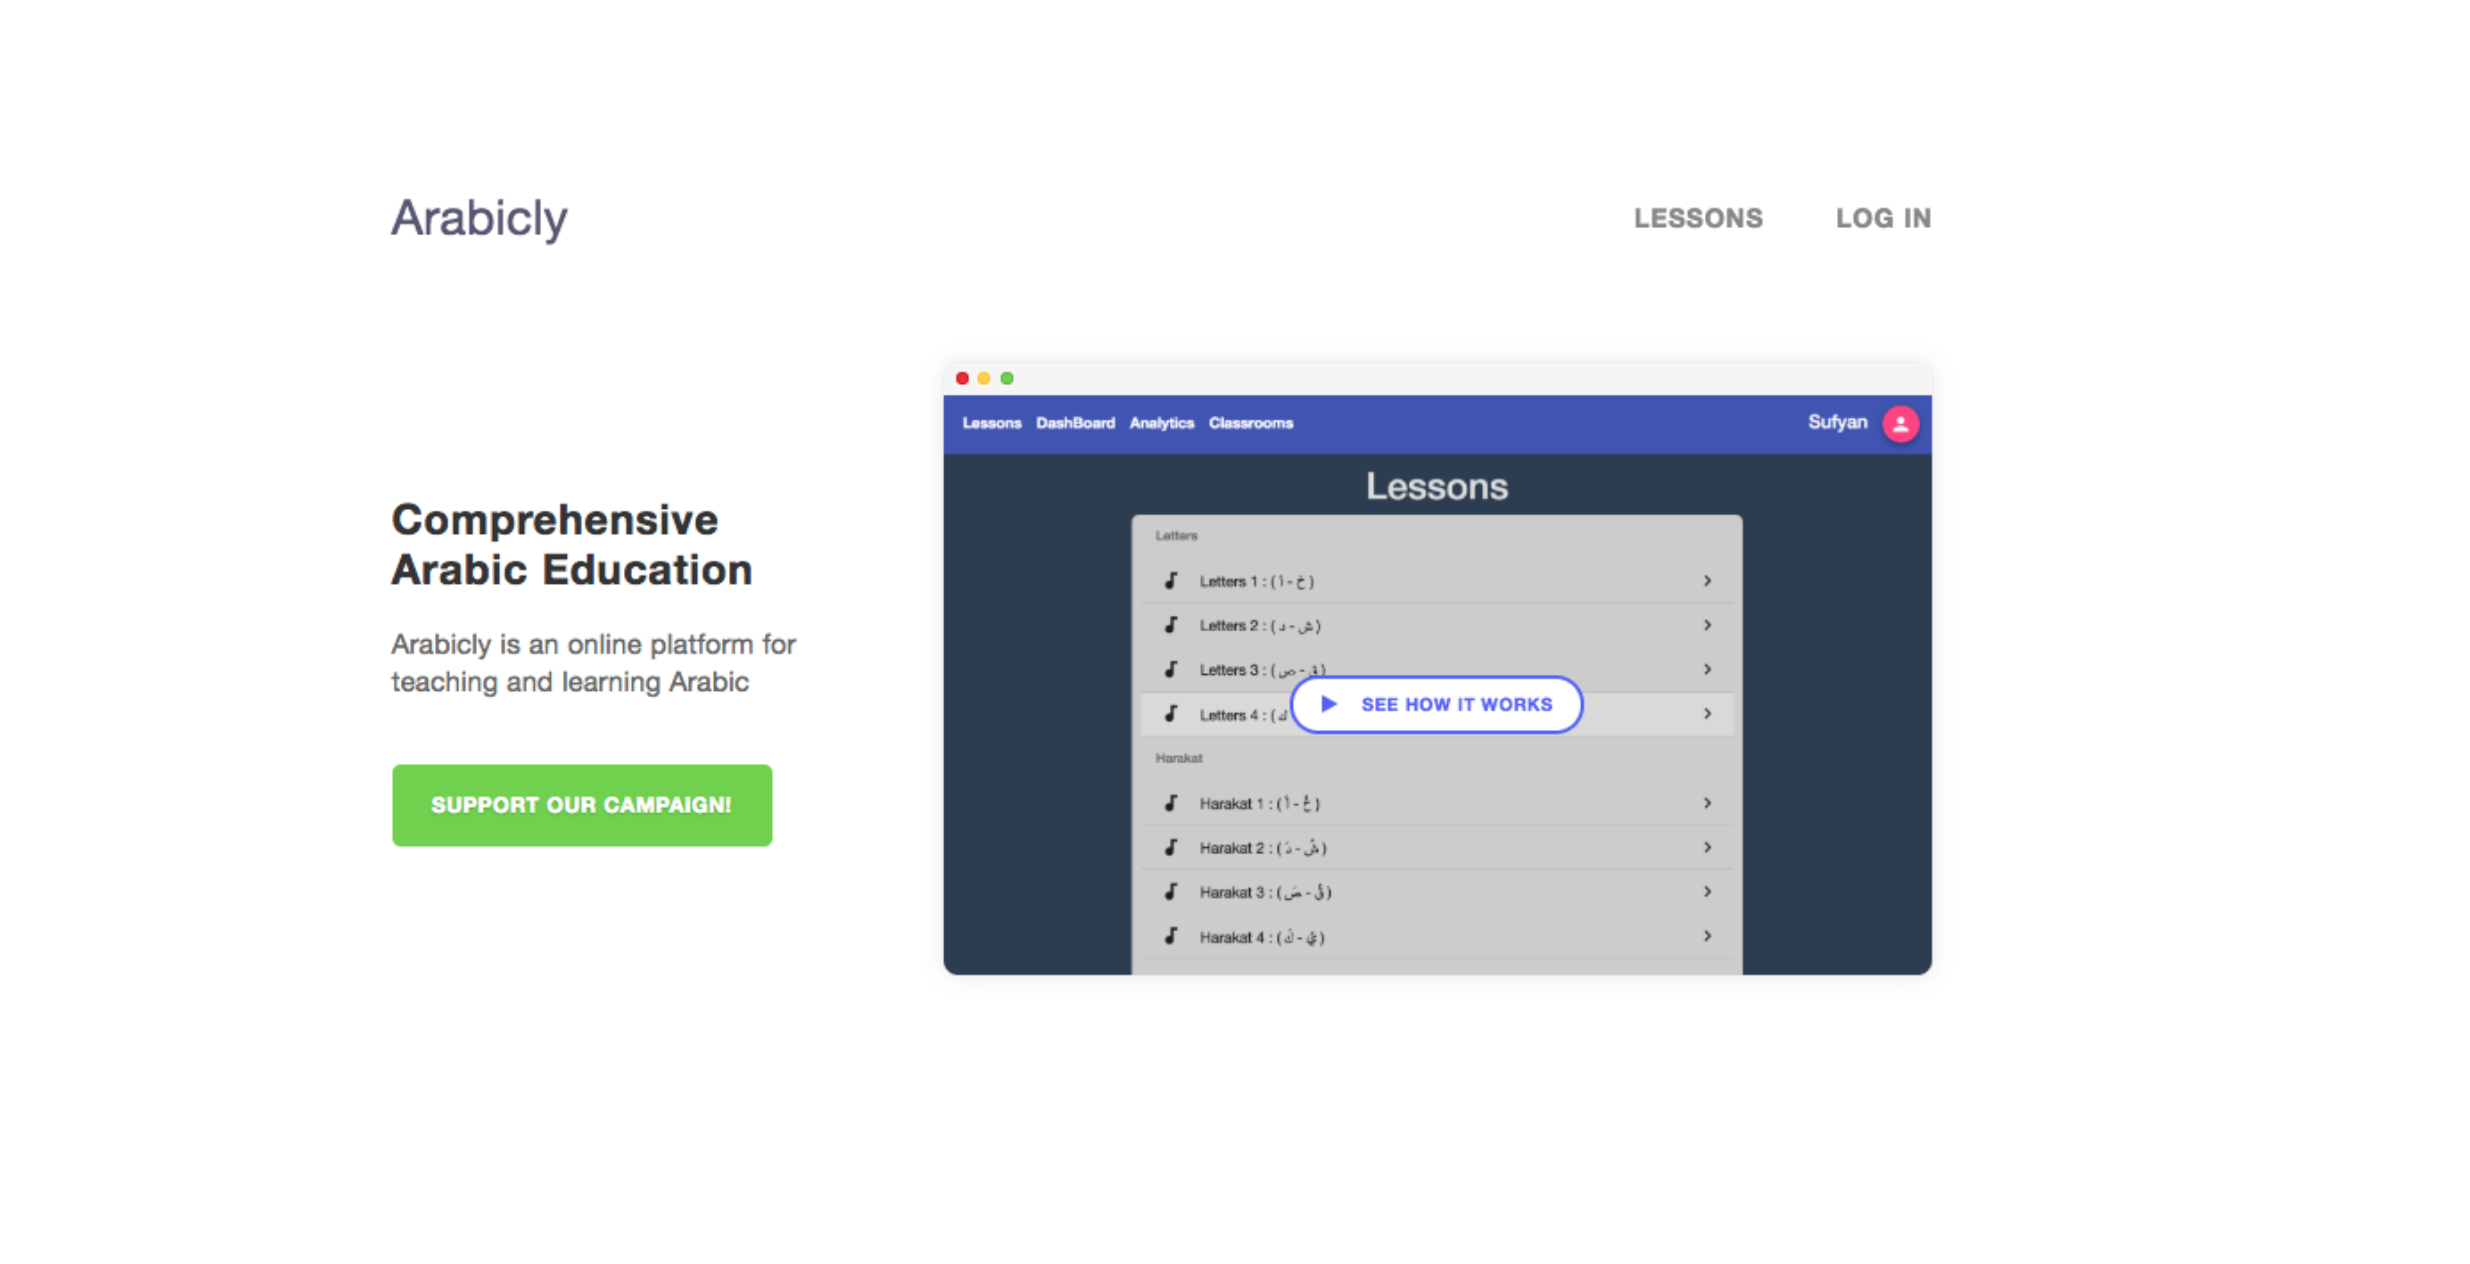 Arabicly
LESSONS
LOG IN
Comprehensive
Arabic Education
Arabicly is an online platform for
teaching and learning Arabic
SUPPORT OUR CAMPAIGN!
Lessons DashBoard Analytics Classrooms
Sufyan
Lessons
Letters
Letters 1 : ( أ - خ )
Letters 2 : ( د - ش )
Letters 3 : ( ص - ق )
Letters 4 : ( ك
SEE HOW IT WORKS
Harakat
Harakat 1 : ( أَ - خُ )
Harakat 2 : ( دَ - شُ )
Harakat 3 : ( صَ - قُ )
Harakat 4 : ( كَ - يُ )